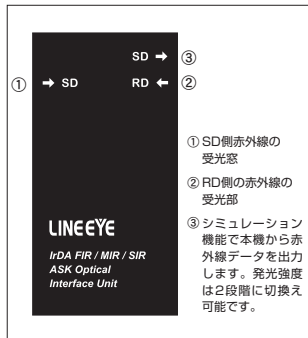 SD → ③
① → SD RD ← ②
① SD側赤外線の
受光窓
② RD側の赤外線の
受光部
③ シミュレーション
機能で本機から赤
外線データを出力
します。発光強度
は2段階に切換え
可能です。
LINEEYE
IrDA FIR / MIR / SIR
ASK Optical
Interface Unit